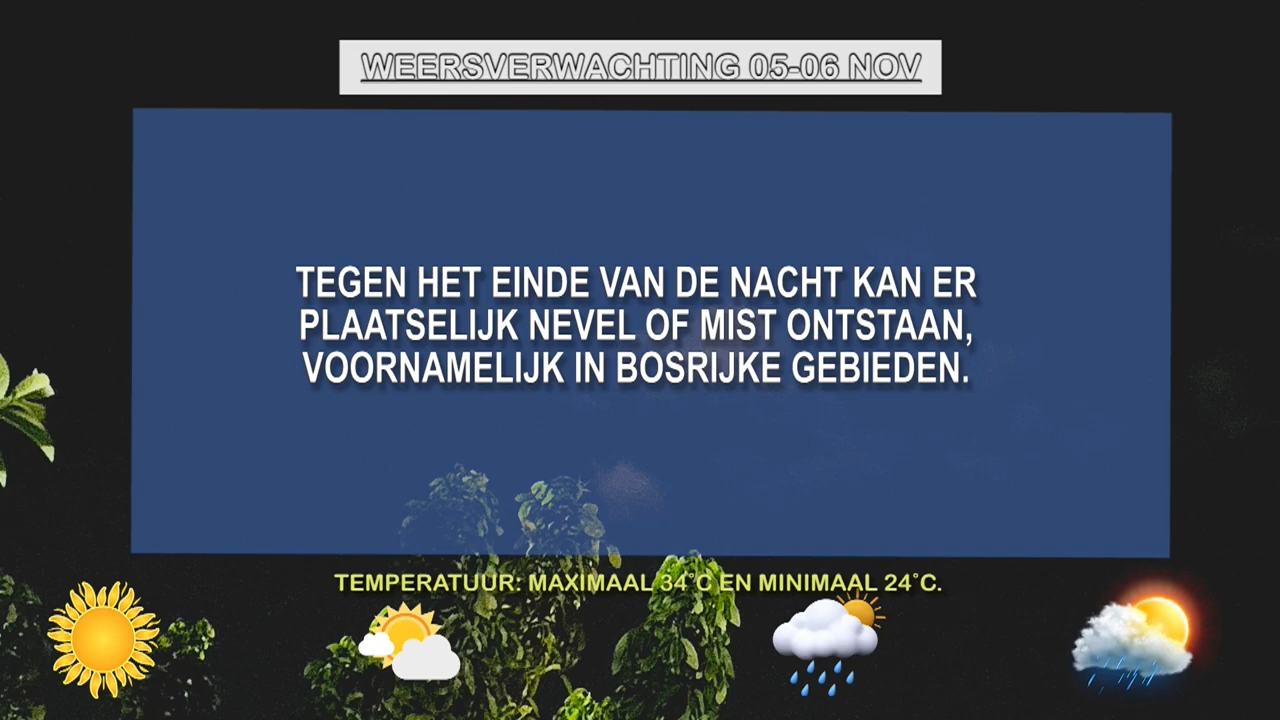 WEERSVERWACHTING 05-06 NOV
TEGEN HET EINDE VAN DE NACHT KAN ER
PLAATSELIJK NEVEL OF MIST ONTSTAAN,
VOORNAMELIJK IN BOSRIJKE GEBIEDEN.
TEMPERATUUR: MAXIMAAL 34°C EN MINIMAAL 24°C.